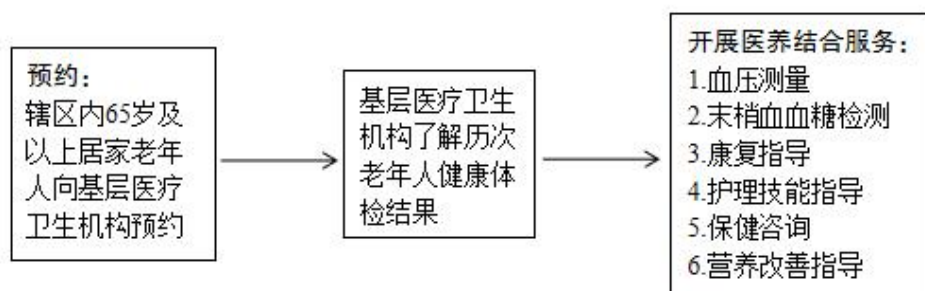 预约：
辖区内65岁及
以上居家老年
人向基层医疗
卫生机构预约
基层医疗卫生
机构了解历次
老年人健康体
检结果
开展医养结合服务：
1.血压测量
2.末梢血血糖检测
3.康复指导
4.护理技能指导
5.保健咨询
6.营养改善指导